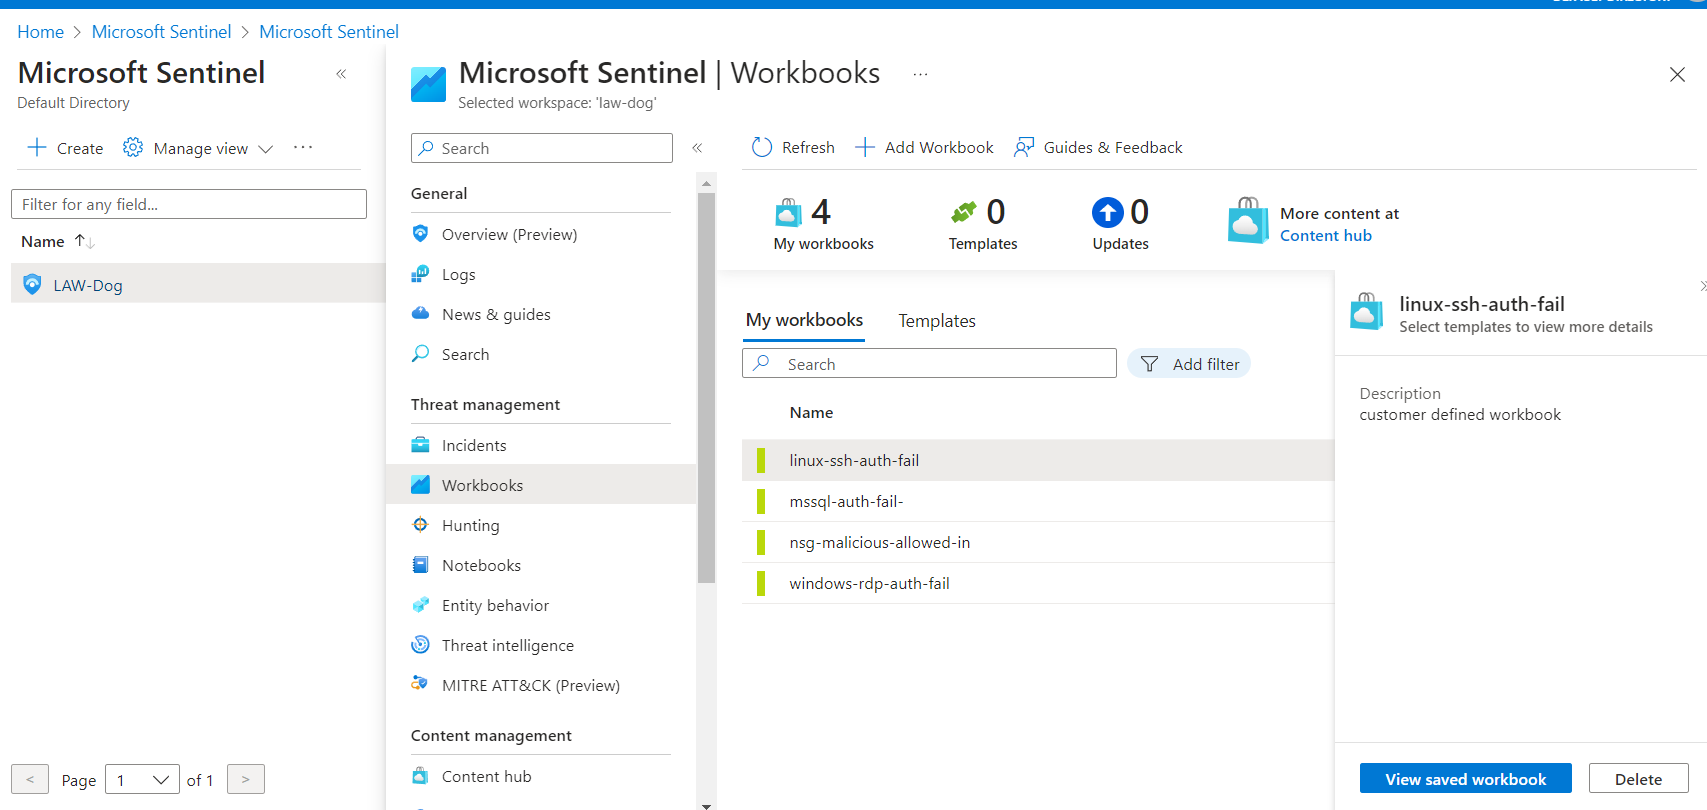 Home > Microsoft Sentinel > Microsoft Sentinel
Microsoft Sentinel
Default Directory
Create
Manage view
Filter for any field...
Name
LAW-Dog
< Page 1 of 1 >
Microsoft Sentinel | Workbooks
Selected workspace: 'law-dog'
Search
General
Overview (Preview)
Logs
News & guides
Search
Threat management
Incidents
Workbooks
Hunting
Notebooks
Entity behavior
Threat intelligence
MITRE ATT&CK (Preview)
Content management
Content hub
Refresh
Add Workbook
Guides & Feedback
4
My workbooks
0
Templates
0
Updates
More content at
Content hub
My workbooks
Templates
Search
Add filter
Name
linux-ssh-auth-fail
mssql-auth-fail-
nsg-malicious-allowed-in
windows-rdp-auth-fail
linux-ssh-auth-fail
Select templates to view more details
Description
customer defined workbook
View saved workbook
Delete